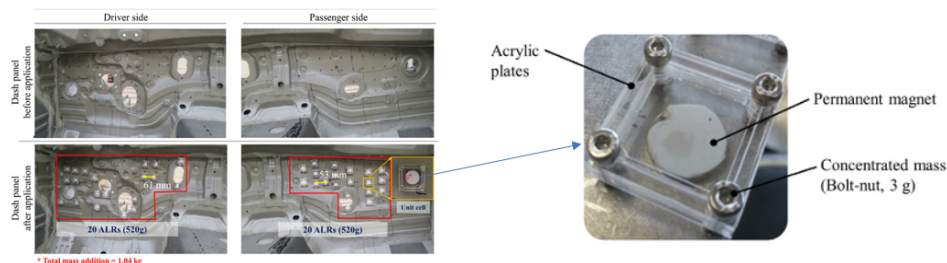 Driver side
Passenger side
Dash panel
before application
Dash panel
after application
61 mm
53 mm
Unit cell
20 ALRs (520g)
20 ALRs (520g)
* Total mass addition = 1.04 kg
Acrylic
plates
Permanent magnet
Concentrated mass
(Bolt-nut, 3 g)